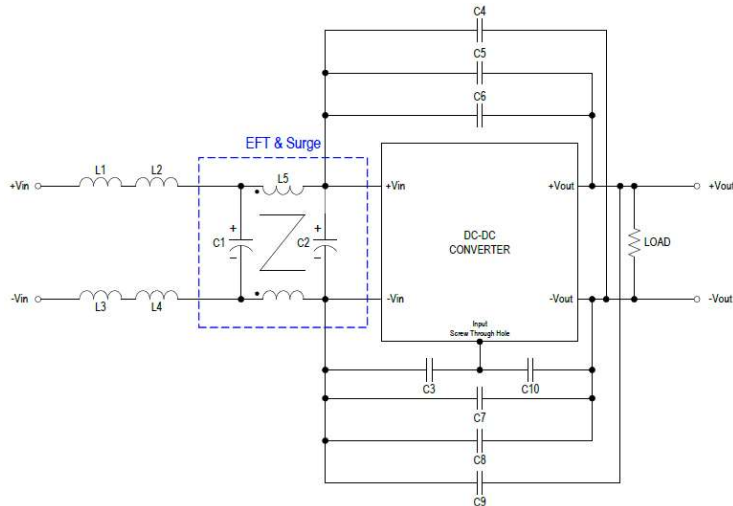 C4
C5
C6
EFT & Surge
L1
L2
L5
+Vin
+Vin
+Vout
+Vout
+
C1
−
+
C2
−
DC-DC
CONVERTER
LOAD
-Vin
L3
L4
-Vin
-Vout
-Vout
Input
Screw Through Hole
C3
C10
C7
C8
C9